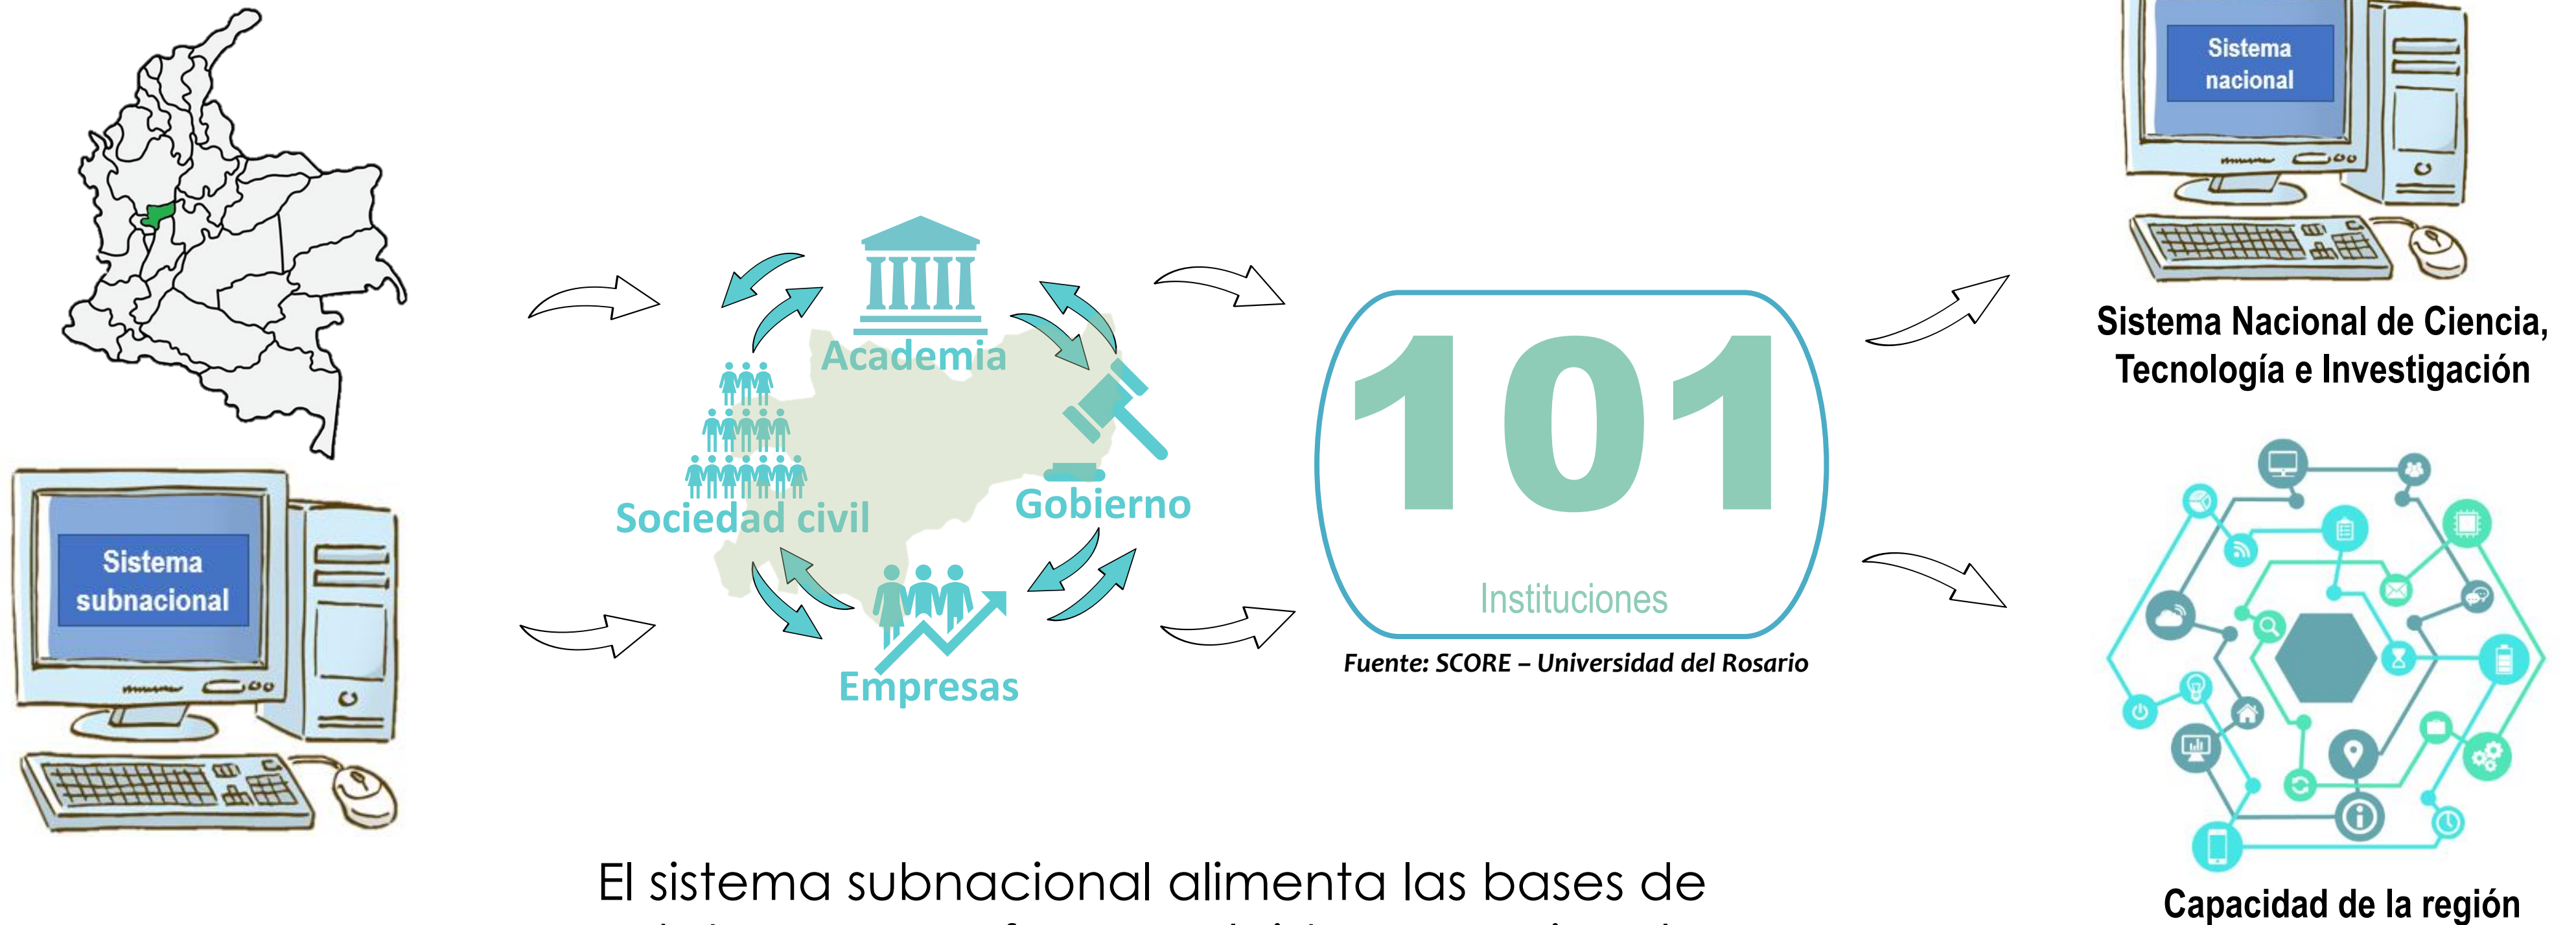 Sistema
subnacional
Academia
Sociedad civil
Gobierno
Empresas
101
Instituciones
Fuente: SCORE – Universidad del Rosario
Sistema
nacional
Sistema Nacional de Ciencia,
Tecnología e Investigación
Capacidad de la región
El sistema subnacional alimenta las bases de